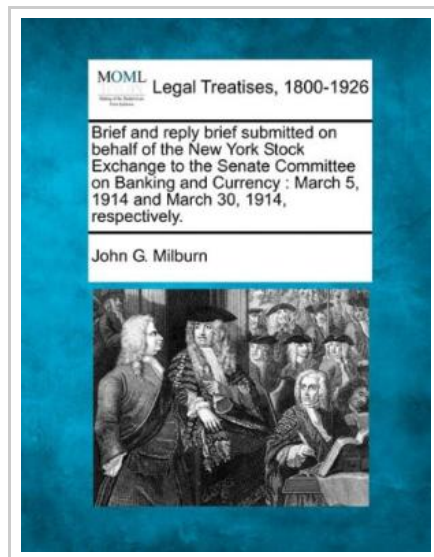 MOML
Legal Treatises, 1800-1926
Brief and reply brief submitted on
behalf of the New York Stock
Exchange to the Senate Committee
on Banking and Currency : March 5,
1914 and March 30, 1914,
respectively.
John G. Milburn